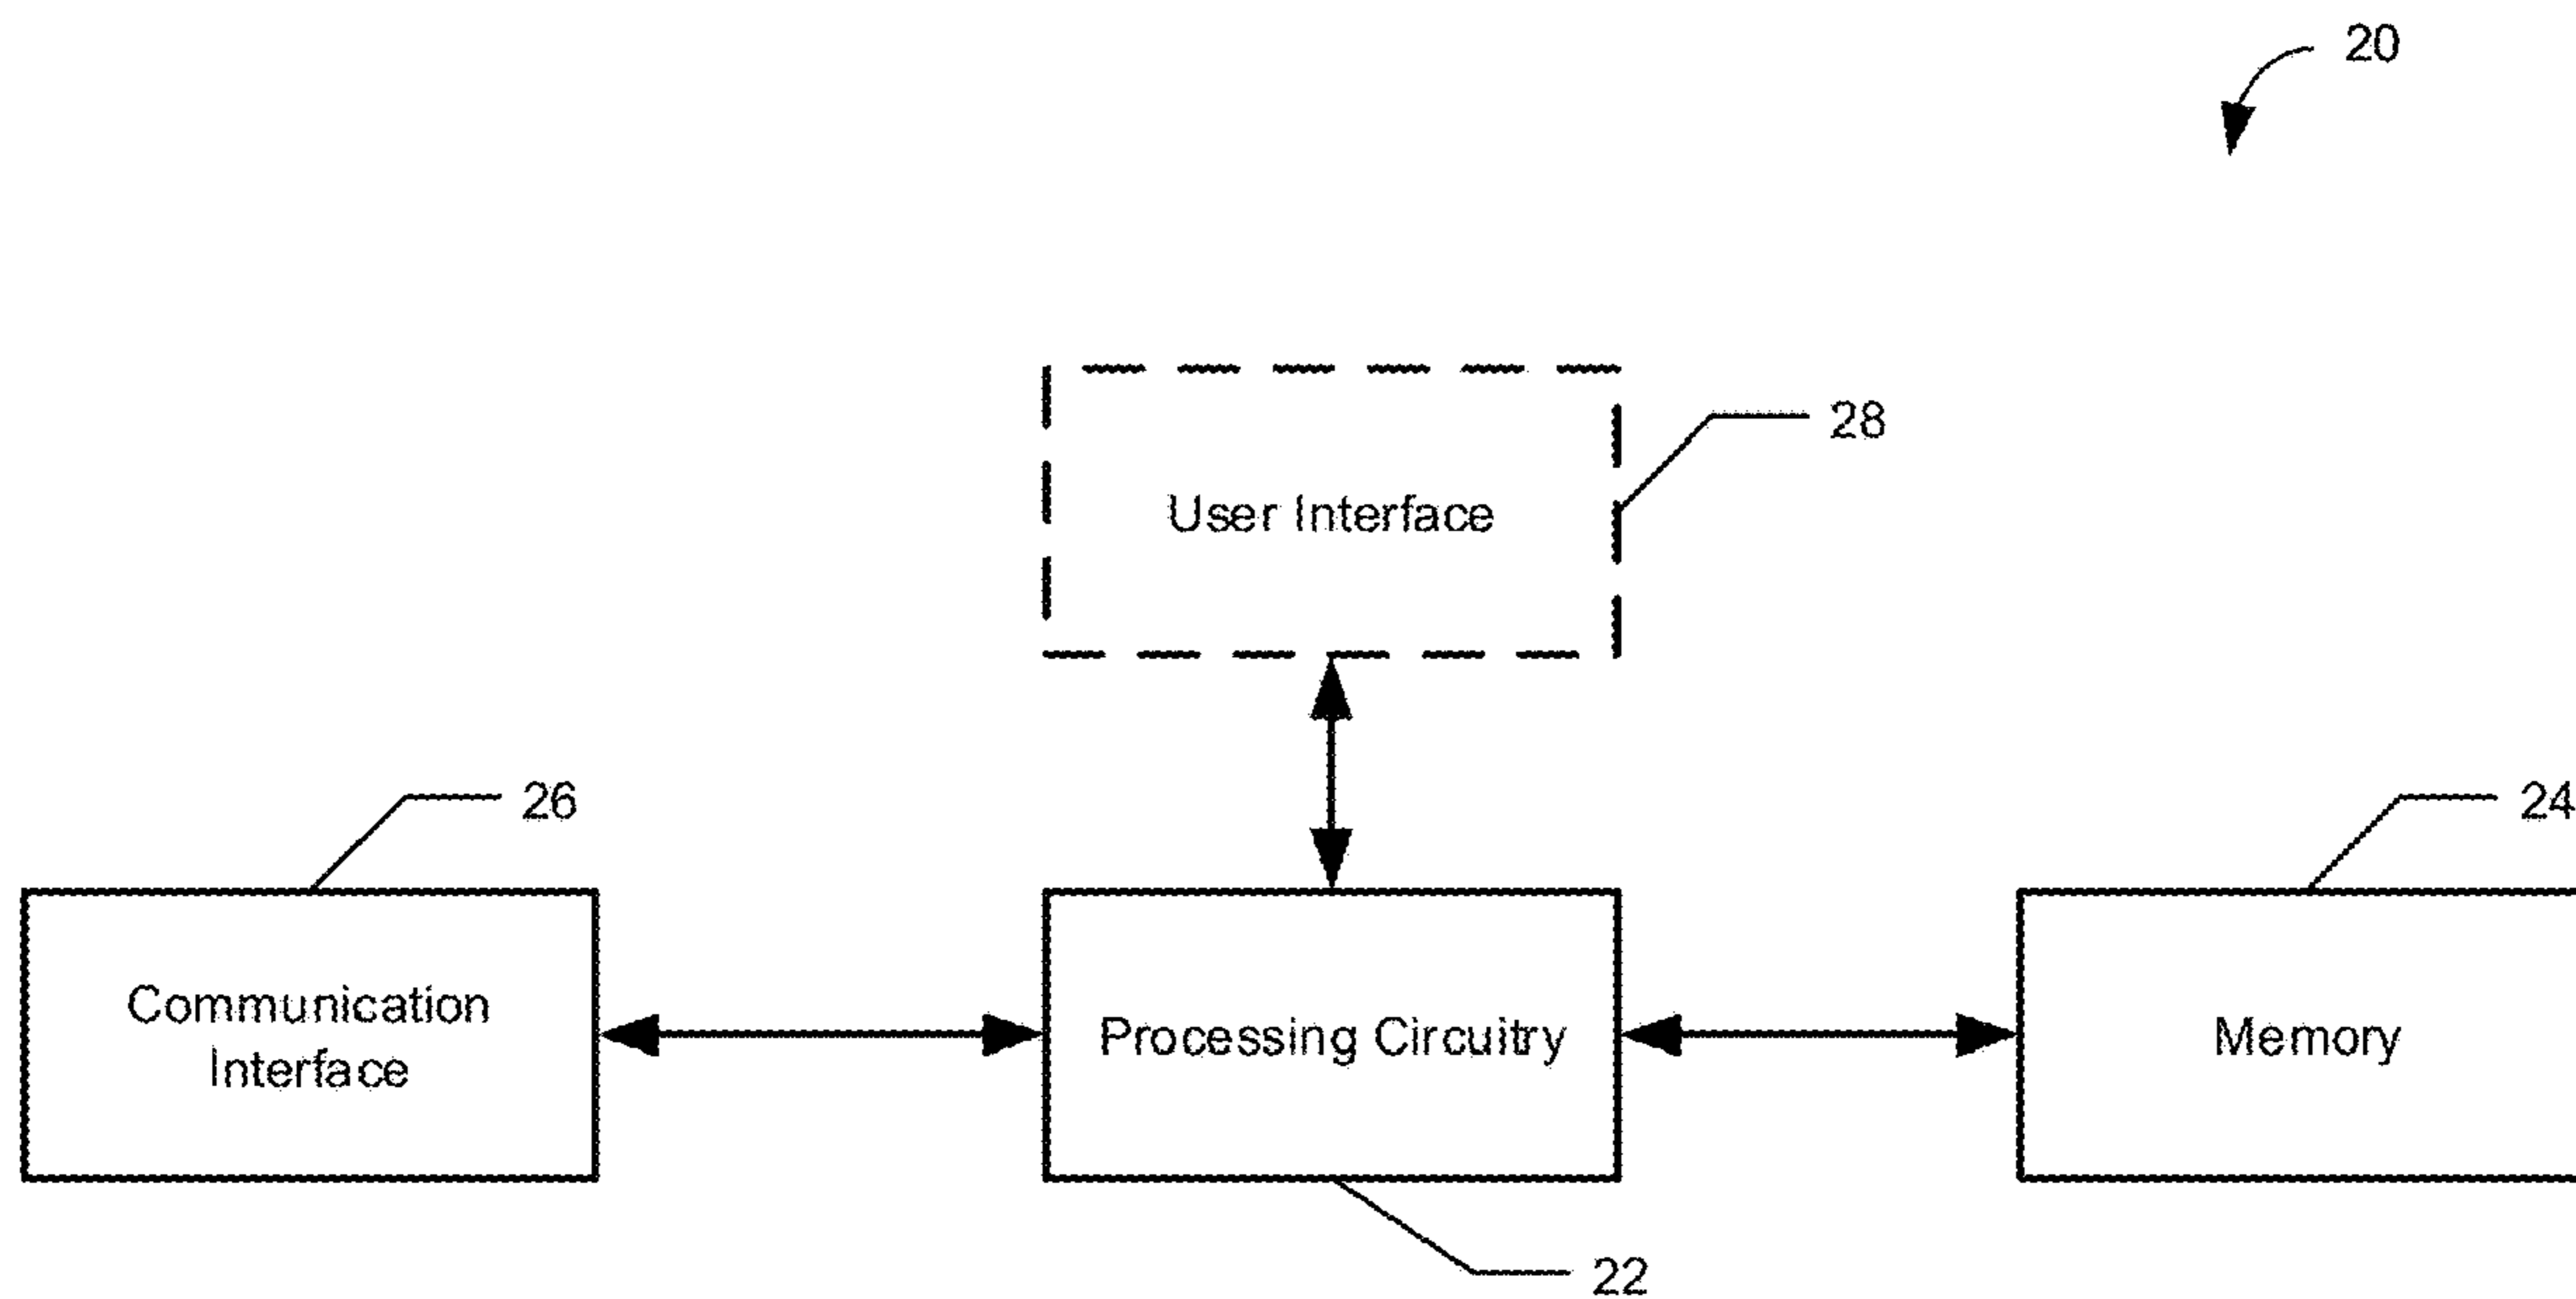 20
28
User Interface
26
24
Communication
Interface
Processing Circuitry
Memory
22